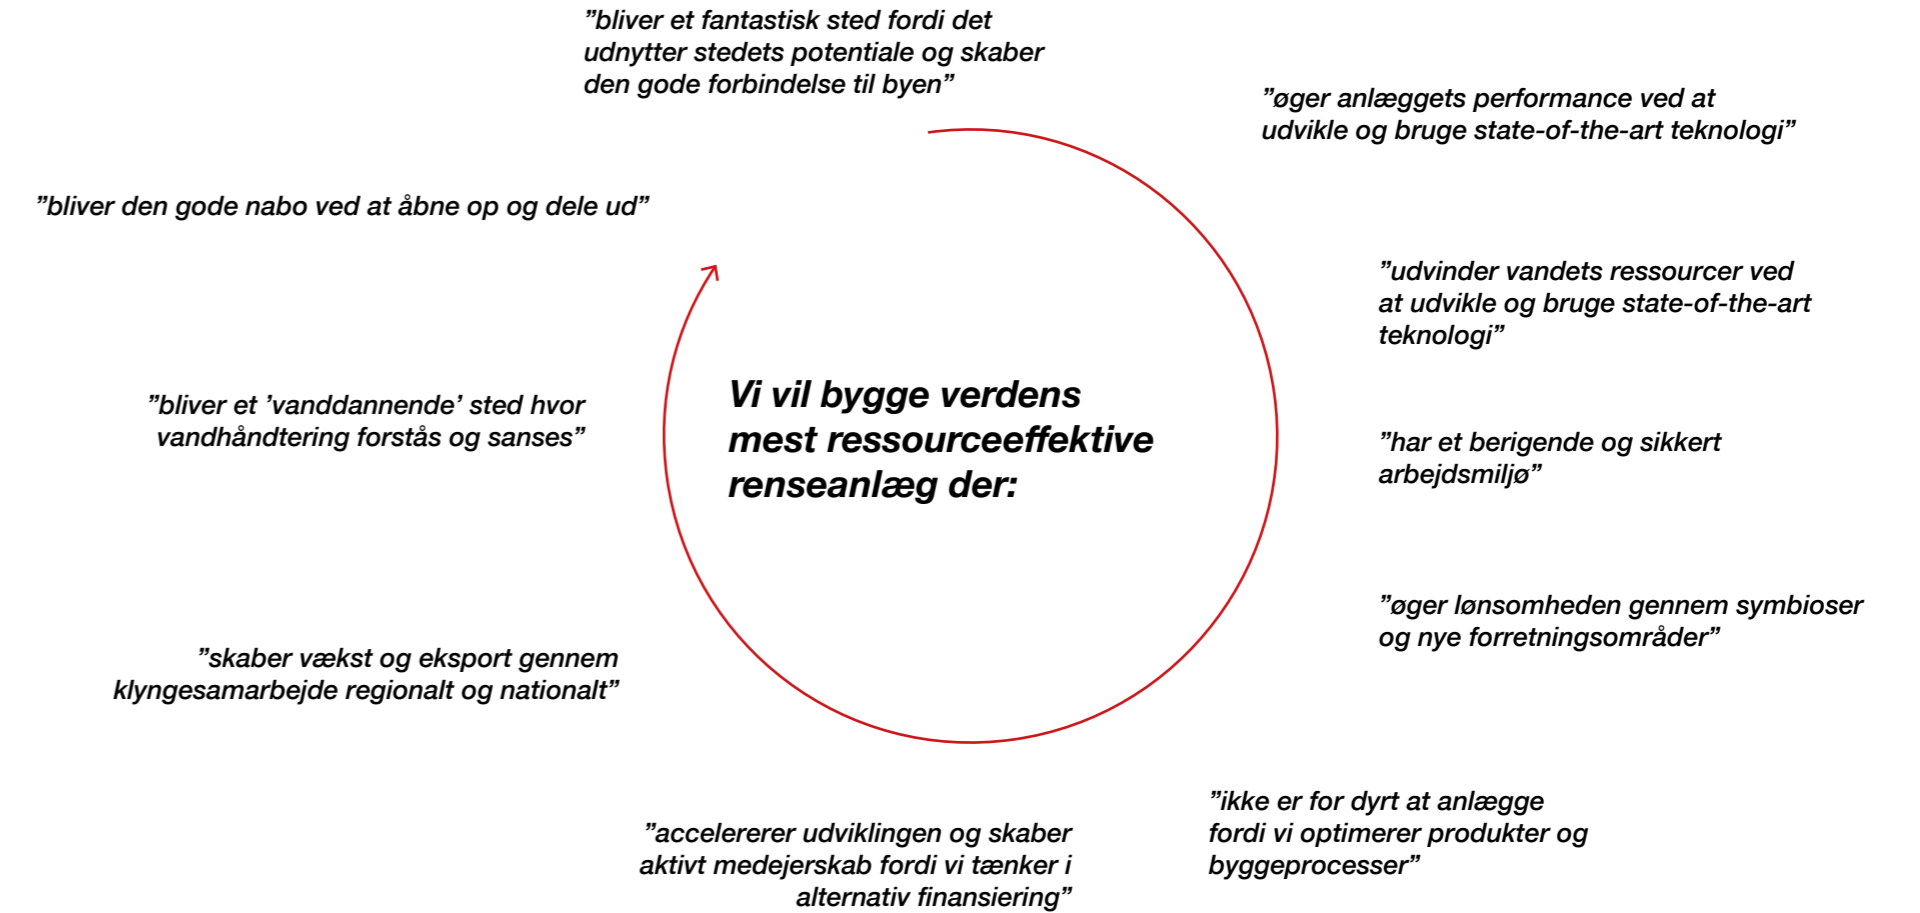 ”bliver et fantastisk sted fordi det
udnytter stedets potentiale og skaber
den gode forbindelse til byen”
”øger anlæggets performance ved at
udvikle og bruge state-of-the-art teknologi”
”udvinder vandets ressourcer ved
at udvikle og bruge state-of-the-art
teknologi”
”har et berigende og sikkert
arbejdsmiljø”
”øger lønsomheden gennem symbioser
og nye forretningsområder”
”ikke er for dyrt at anlægge
fordi vi optimerer produkter og
byggeprocesser”
”accelererer udviklingen og skaber
aktivt medejerskab fordi vi tænker i
alternativ finansiering”
”skaber vækst og eksport gennem
klyngesamarbejde regionalt og nationalt”
”bliver et ’vanddannende’ sted hvor
vandhåndtering forstås og sanses”
”bliver den gode nabo ved at åbne op og dele ud”
Vi vil bygge verdens
mest ressourceeffektive
renseanlæg der: